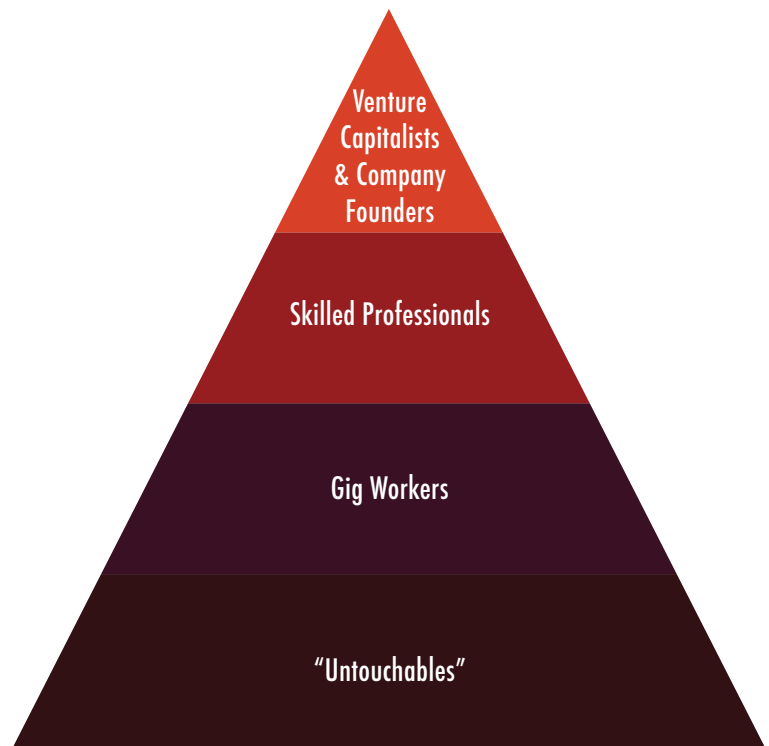 Venture
Capitalists
& Company
Founders
Skilled Professionals
Gig Workers
“Untouchables”